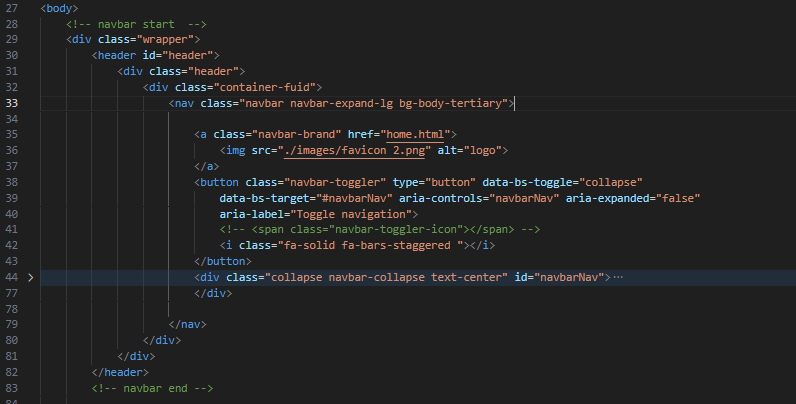 27 <body>
28 <!-- navbar start  -->
29 <div class="wrapper">
30 <header id="header">
31 <div class="header">
32 <div class="container-fuid">
33 <nav class="navbar navbar-expand-lg bg-body-tertiary">
34
35 <a class="navbar-brand" href="home.html">
36 <img src="./images/favicon 2.png" alt="logo">
37 </a>
38 <button class="navbar-toggler" type="button" data-bs-toggle="collapse"
39 data-bs-target="#navbarNav" aria-controls="navbarNav" aria-expanded="false"
40 aria-label="Toggle navigation">
41 <!-- <span class="navbar-toggler-icon"></span> -->
42 <i class="fa-solid fa-bars-staggered "></i>
43 </button>
44 <div class="collapse navbar-collapse text-center" id="navbarNav">…
77 </div>
78
79 </nav>
80 </div>
81 </div>
82 </header>
83 <!-- navbar end -->